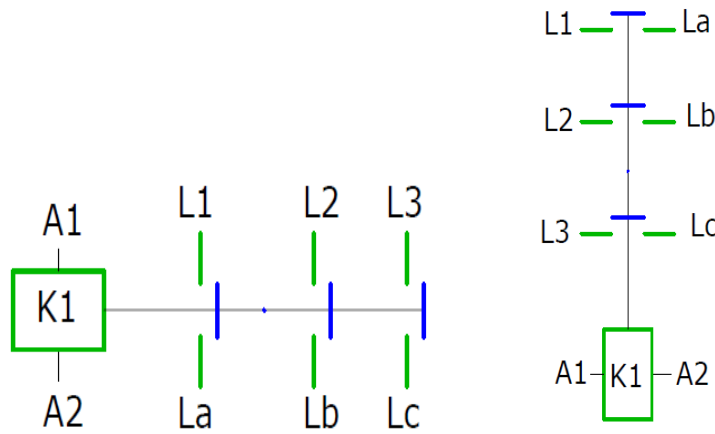 L1 L2 L3
A1
K1
A2
La Lb Lc
L1 La
L2 Lb
L3 Lc
A1 K1 A2